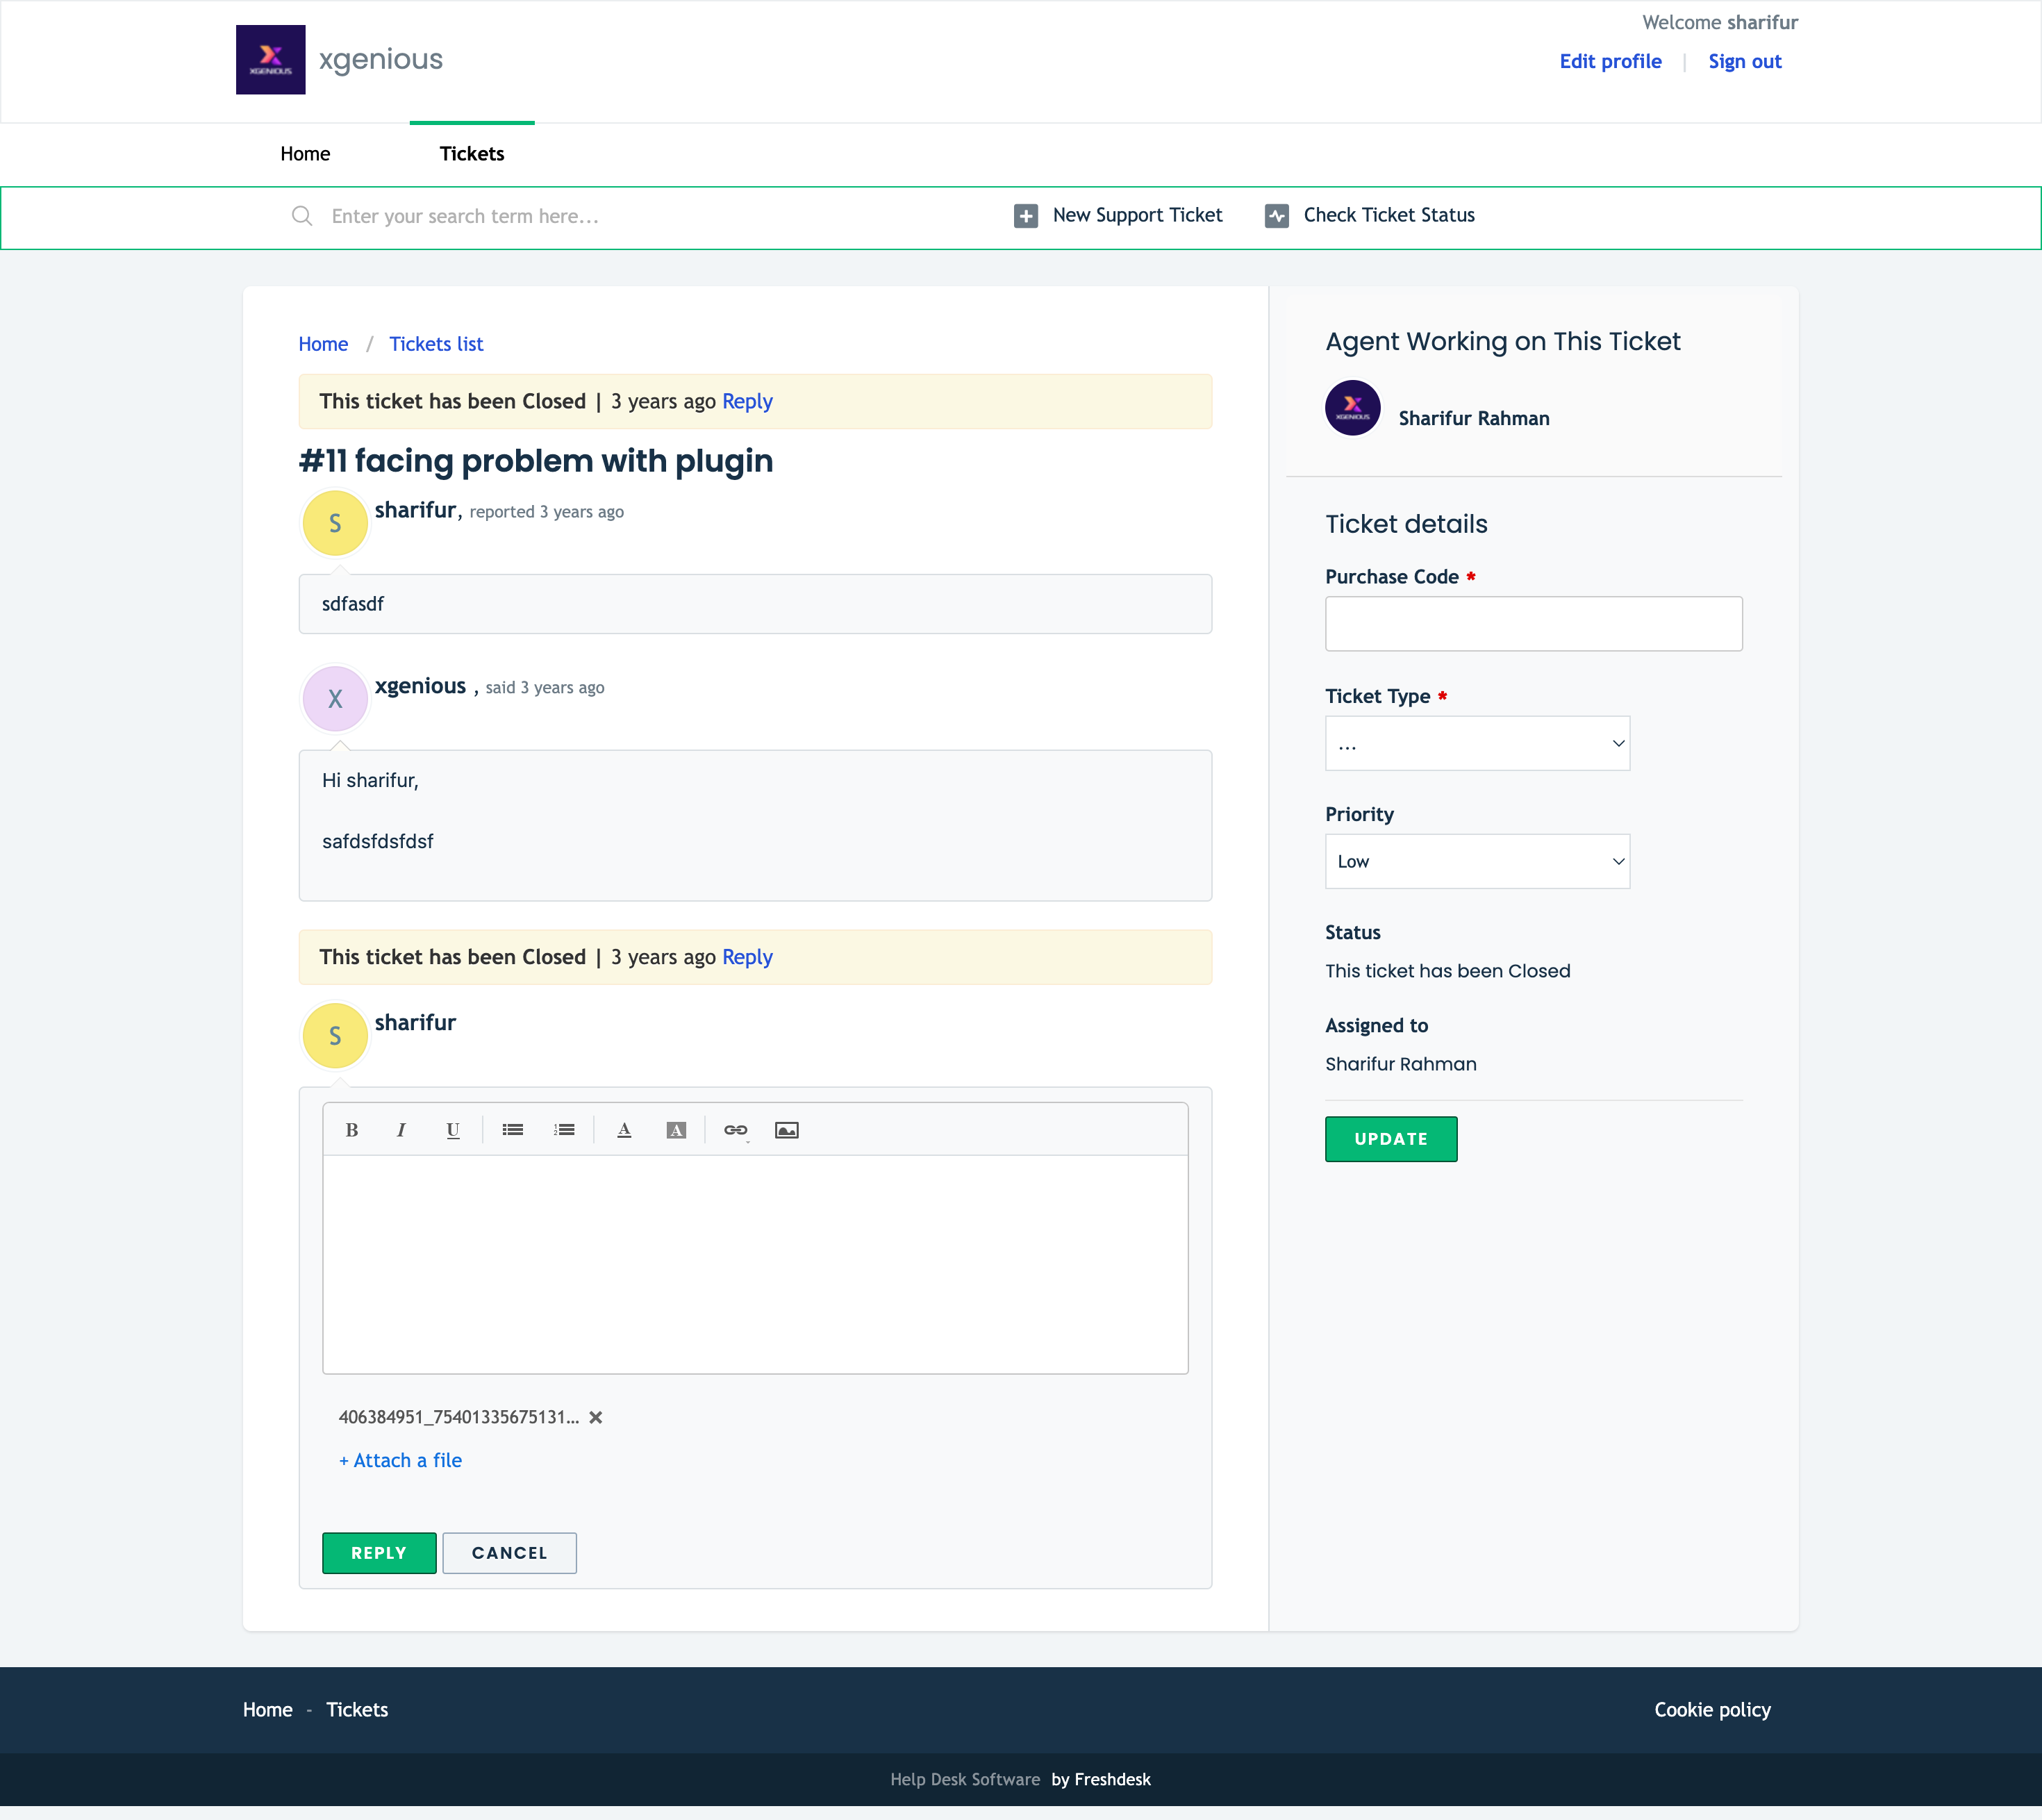 Welcome sharifur
XGENIOUS
xgenious
Edit profile | Sign out
Home
Tickets
Enter your search term here...
New Support Ticket
Check Ticket Status
Home / Tickets list
This ticket has been Closed | 3 years ago Reply
#11 facing problem with plugin
S
sharifur, reported 3 years ago
sdfasdf
X
xgenious , said 3 years ago
Hi sharifur,
safdsfdsfdsf
This ticket has been Closed | 3 years ago Reply
S
sharifur
B I U A A
406384951_75401335675131...
+ Attach a file
REPLY
CANCEL
Agent Working on This Ticket
XGENIOUS
Sharifur Rahman
Ticket details
Purchase Code *
Ticket Type *
...
Priority
Low
Status
This ticket has been Closed
Assigned to
Sharifur Rahman
UPDATE
Home - Tickets
Cookie policy
Help Desk Software by Freshdesk